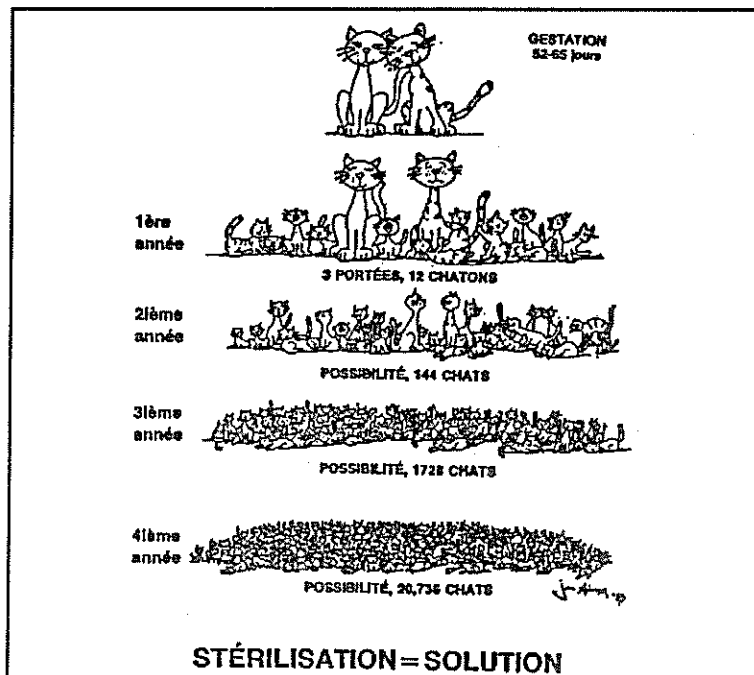 GESTATION
52-65 jours
1ère
année
3 PORTÉES, 12 CHATONS
2ième
année
POSSIBILITÉ, 144 CHATS
3ième
année
POSSIBILITÉ, 1728 CHATS
4ième
année
POSSIBILITÉ, 20,736 CHATS
STÉRILISATION=SOLUTION